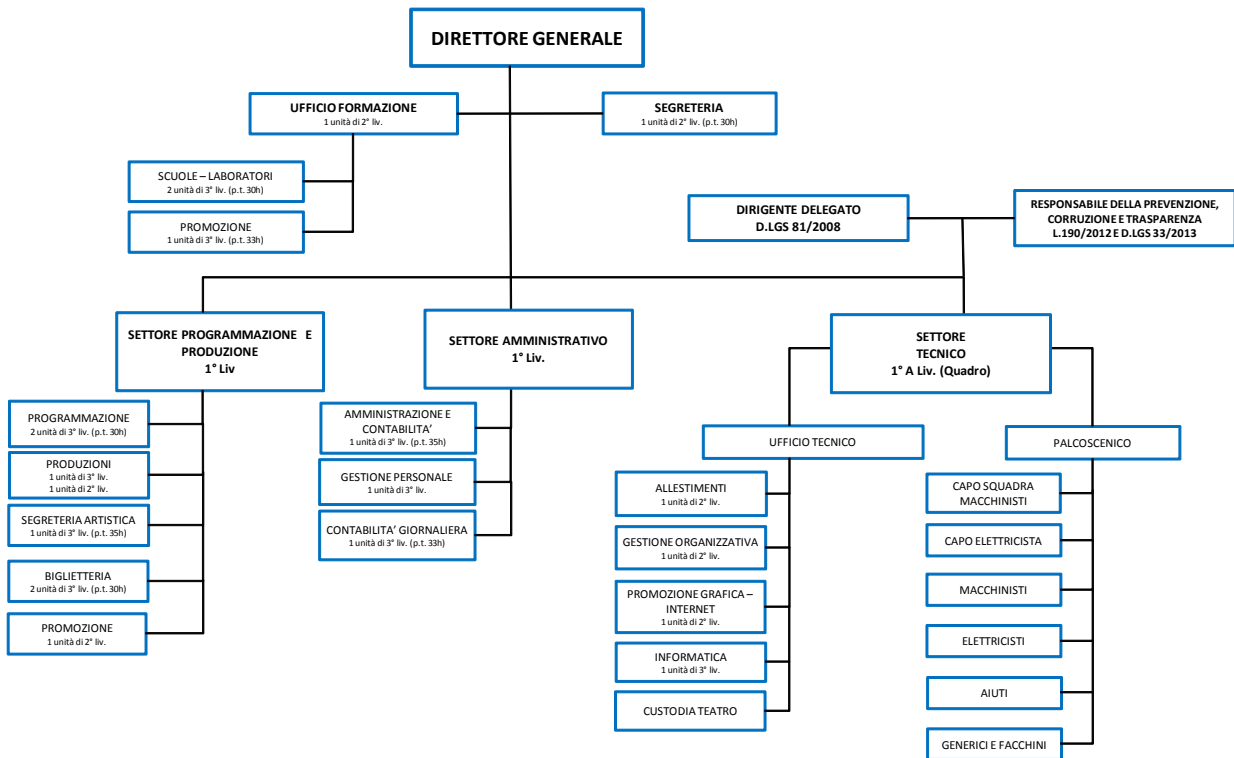 DIRETTORE GENERALE
UFFICIO FORMAZIONE
1 unità di 2° liv.
SEGRETERIA
1 unità di 2° liv. (p.t. 30h)
SCUOLE – LABORATORI
2 unità di 3° liv. (p.t. 30h)
PROMOZIONE
1 unità di 3° liv. (p.t. 33h)
DIRIGENTE DELEGATO
D.LGS 81/2008
RESPONSABILE DELLA PREVENZIONE,
CORRUZIONE E TRASPARENZA
L.190/2012 E D.LGS 33/2013
SETTORE PROGRAMMAZIONE E
PRODUZIONE
1° Liv
SETTORE AMMINISTRATIVO
1° Liv.
SETTORE
TECNICO
1° A Liv. (Quadro)
PROGRAMMAZIONE
2 unità di 3° liv. (p.t. 30h)
PRODUZIONI
1 unità di 3° liv.
1 unità di 2° liv.
SEGRETERIA ARTISTICA
1 unità di 3° liv. (p.t. 35h)
BIGLIETTERIA
2 unità di 3° liv. (p.t. 30h)
PROMOZIONE
1 unità di 2° liv.
AMMINISTRAZIONE E
CONTABILITA’
1 unità di 3° liv. (p.t. 35h)
GESTIONE PERSONALE
1 unità di 3° liv.
CONTABILITA’ GIORNALIERA
1 unità di 3° liv. (p.t. 33h)
UFFICIO TECNICO
ALLESTIMENTI
1 unità di 2° liv.
GESTIONE ORGANIZZATIVA
1 unità di 2° liv.
PROMOZIONE GRAFICA –
INTERNET
1 unità di 2° liv.
INFORMATICA
1 unità di 3° liv.
CUSTODIA TEATRO
PALCOSCENICO
CAPO SQUADRA
MACCHINISTI
CAPO ELETTRICISTA
MACCHINISTI
ELETTRICISTI
AIUTI
GENERICI E FACCHINI